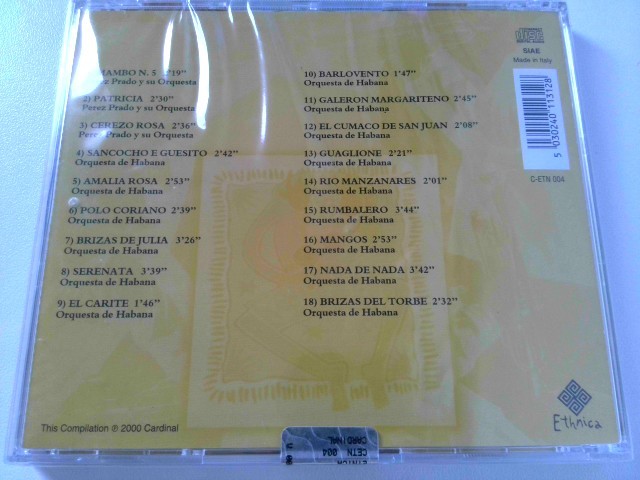 MAMBO N. 5 2'19"
Perez Prado y su Orquesta
2) PATRICIA 2'30"
Perez Prado y su Orquesta
3) CEREZO ROSA 2'36"
Perez Prado y su Orquesta
4) SANCOCHO E GUESITO 2'42"
Orquesta de Habana
5) AMALIA ROSA 2'53"
Orquesta de Habana
6) POLO CORIANO 2'39"
Orquesta de Habana
7) BRIZAS DE JULIA 3'26"
Orquesta de Habana
8) SERENATA 3'39"
Orquesta de Habana
9) EL CARITE 1'46"
Orquesta de Habana
10) BARLOVENTO 1'47"
Orquesta de Habana
11) GALERON MARGARITENO 2'45"
Orquesta de Habana
12) EL CUMACO DE SAN JUAN 2'08"
Orquesta de Habana
13) GUAGLIONE 2'21"
Orquesta de Habana
14) RIO MANZANARES 2'01"
Orquesta de Habana
15) RUMBALERO 3'44"
Orquesta de Habana
16) MANGOS 2'53"
Orquesta de Habana
17) NADA DE NADA 3'42"
Orquesta de Habana
18) BRIZAS DEL TORBE 2'32"
Orquesta de Habana
SIAE
Made in Italy
5 030240 113128
C-ETN 004
Ethnica
This Compilation ℗ 2000 Cardinal
CARDINAL
CETN 004
ETNICA